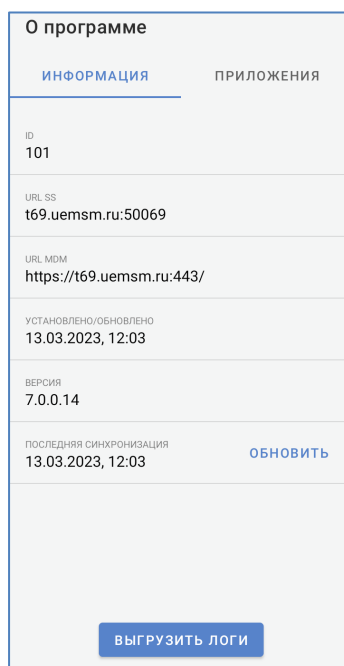 О программе
ИНФОРМАЦИЯ ПРИЛОЖЕНИЯ
ID
101
URL SS
t69.uemsm.ru:50069
URL MDM
https://t69.uemsm.ru:443/
УСТАНОВЛЕНО/ОБНОВЛЕНО
13.03.2023, 12:03
ВЕРСИЯ
7.0.0.14
ПОСЛЕДНЯЯ СИНХРОНИЗАЦИЯ
13.03.2023, 12:03
ОБНОВИТЬ
ВЫГРУЗИТЬ ЛОГИ